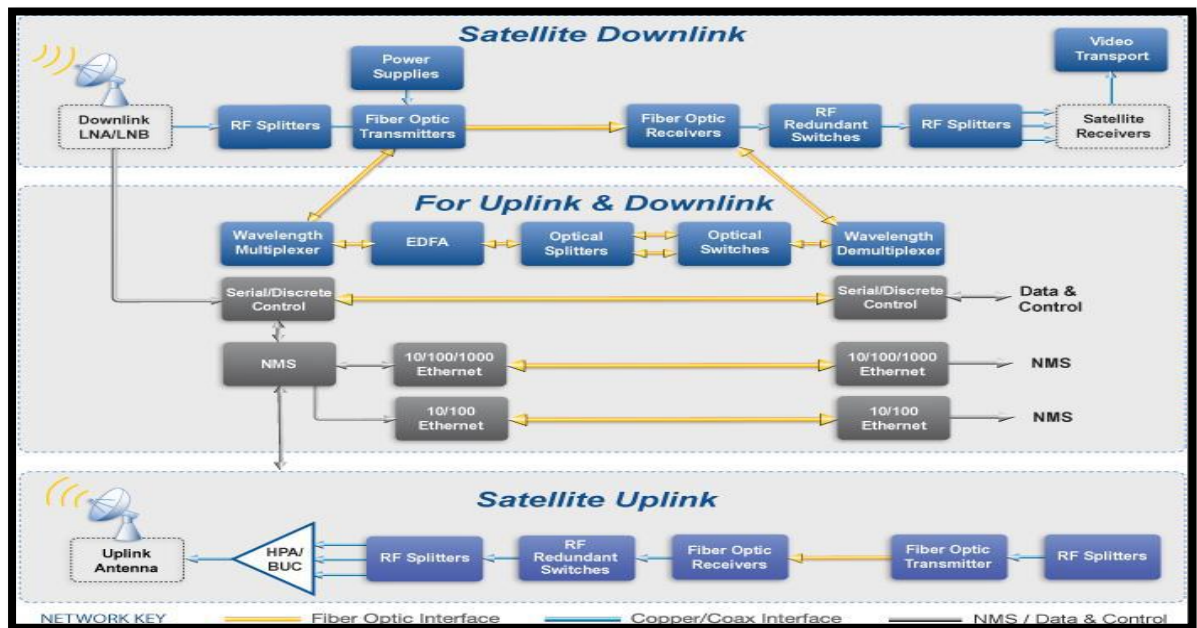 Satellite Downlink
Power
Supplies
Video
Transport
Downlink
LNA/LNB
RF Splitters
Fiber Optic
Transmitters
Fiber Optic
Receivers
RF
Redundant
Switches
RF Splitters
Satellite
Receivers
For Uplink & Downlink
Wavelength
Multiplexer
EDFA
Optical
Splitters
Optical
Switches
Wavelength
Demultiplexer
Serial/Discrete
Control
Serial/Discrete
Control
Data &
Control
NMS
10/100/1000
Ethernet
10/100/1000
Ethernet
NMS
10/100
Ethernet
10/100
Ethernet
NMS
Satellite Uplink
Uplink
Antenna
HPA/
BUC
RF Splitters
RF
Redundant
Switches
Fiber Optic
Receivers
Fiber Optic
Transmitter
RF Splitters
NETWORK KEY
Fiber Optic Interface
Copper/Coax Interface
NMS / Data & Control